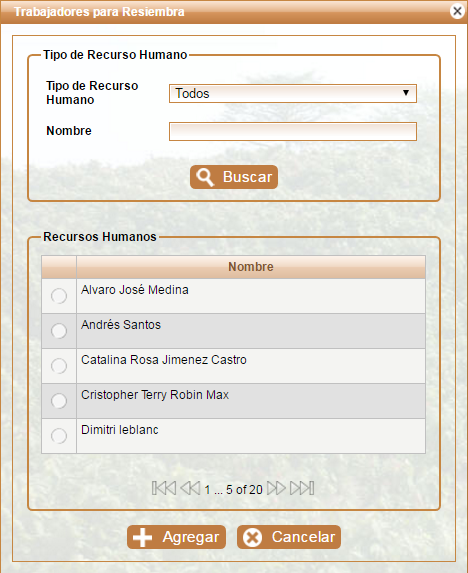 Trabajadores para Resiembra
Tipo de Recurso Humano
Tipo de Recurso
Humano
Todos
Nombre
Buscar
Recursos Humanos
Nombre
Alvaro José Medina
Andrés Santos
Catalina Rosa Jimenez Castro
Cristopher Terry Robin Max
Dimitri leblanc
1 ... 5 of 20
Agregar Cancelar